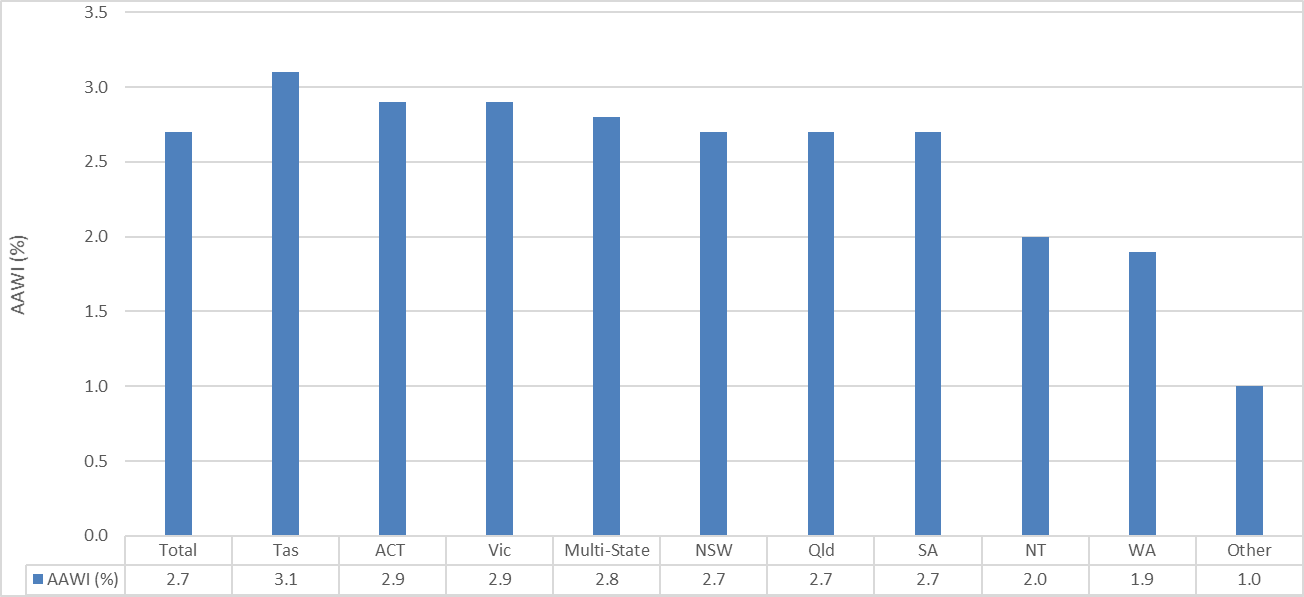 3.5
3.0
2.5
2.0
1.5
1.0
0.5
0.0
AAWI (%)
Total Tas ACT Vic Multi-State NSW Qld SA NT WA Other
AAWI (%) 2.7 3.1 2.9 2.9 2.8 2.7 2.7 2.7 2.0 1.9 1.0